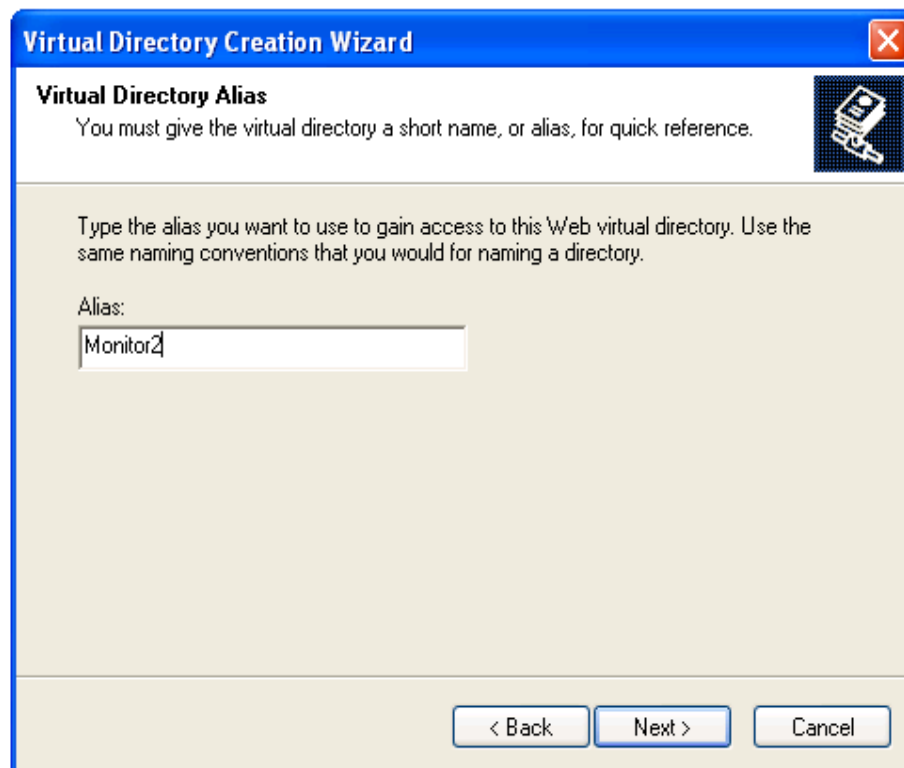 Virtual Directory Creation Wizard
Virtual Directory Alias
You must give the virtual directory a short name, or alias, for quick reference.
Type the alias you want to use to gain access to this Web virtual directory. Use the
same naming conventions that you would for naming a directory.
Alias:
Monitor2
< Back Next > Cancel